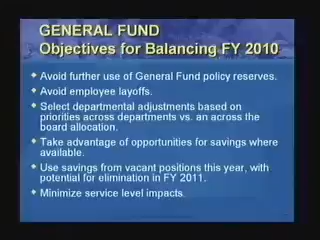 GENERAL FUND
Objectives for Balancing FY 2010
Avoid further use of General Fund policy reserves.
Avoid employee layoffs.
Select departmental adjustments based on
priorities across departments vs. an across the
board allocation.
Take advantage of opportunities for savings where
available.
Use savings from vacant positions this year, with
potential for elimination in FY 2011.
Minimize service level impacts